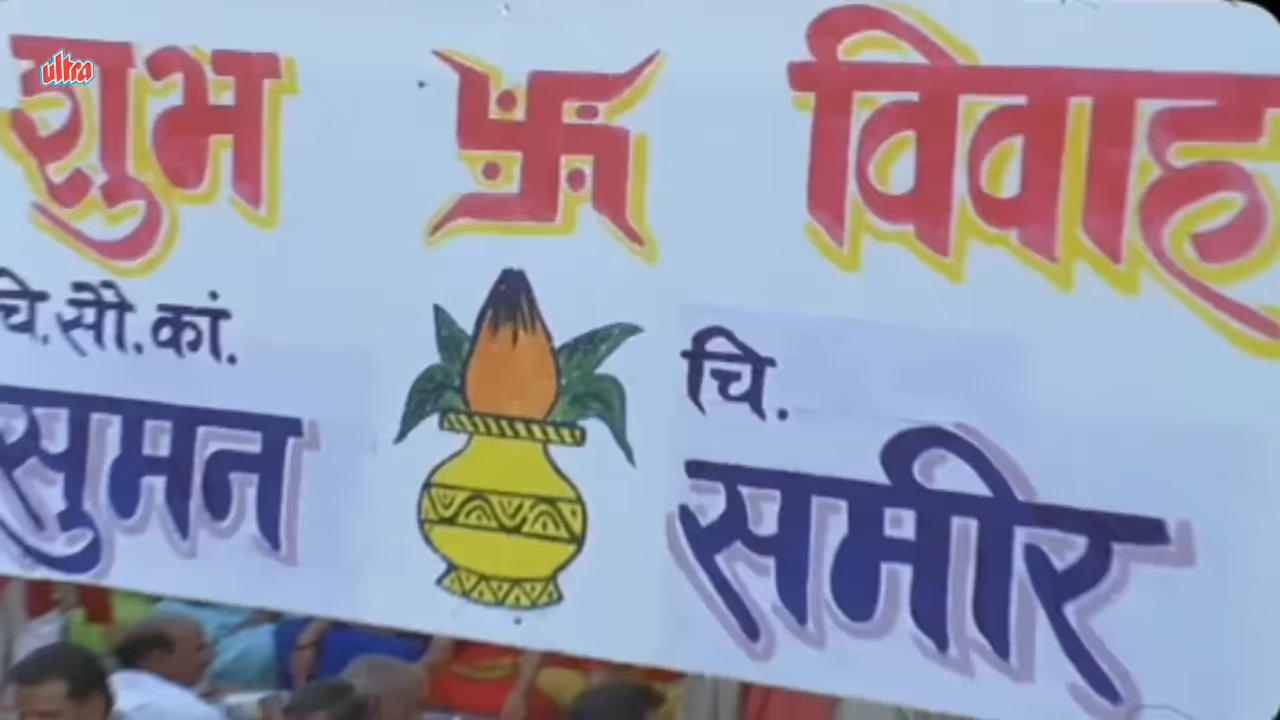 ultra
शुभ 卐 विवाह
चि.सौ.कां.
सुमन
चि.
समीर